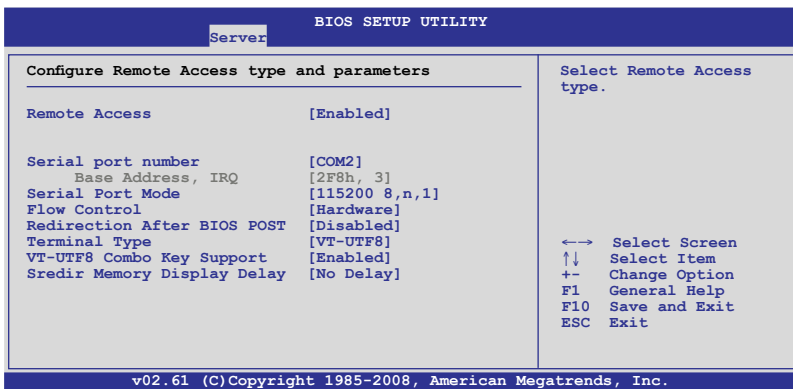 BIOS SETUP UTILITY
Server
Configure Remote Access type and parameters
Remote Access [Enabled]
Serial port number [COM2]
Base Address, IRQ [2F8h, 3]
Serial Port Mode [115200 8,n,1]
Flow Control [Hardware]
Redirection After BIOS POST [Disabled]
Terminal Type [VT-UTF8]
VT-UTF8 Combo Key Support [Enabled]
Sredir Memory Display Delay [No Delay]
Select Remote Access
type.
←→ Select Screen
↑↓ Select Item
+- Change Option
F1 General Help
F10 Save and Exit
ESC Exit
v02.61 (C)Copyright 1985-2008, American Megatrends, Inc.